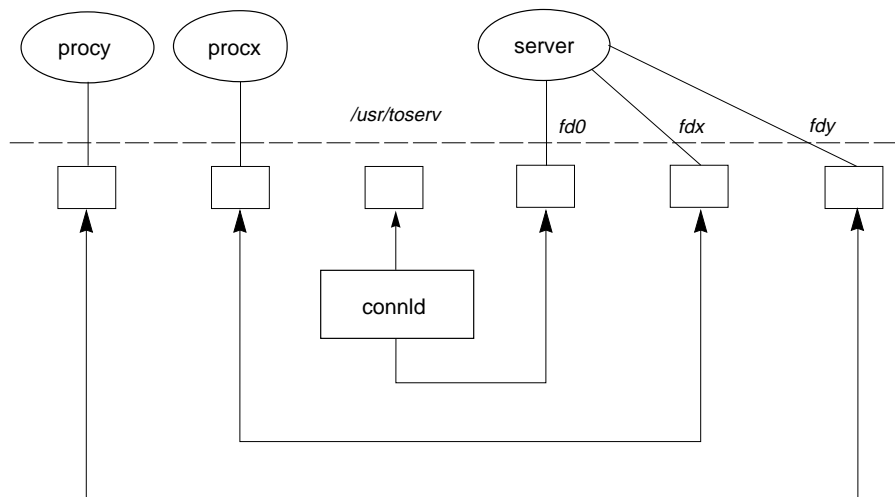 procy
procx
server
/usr/toserv
fd0
fdx
fdy
connld